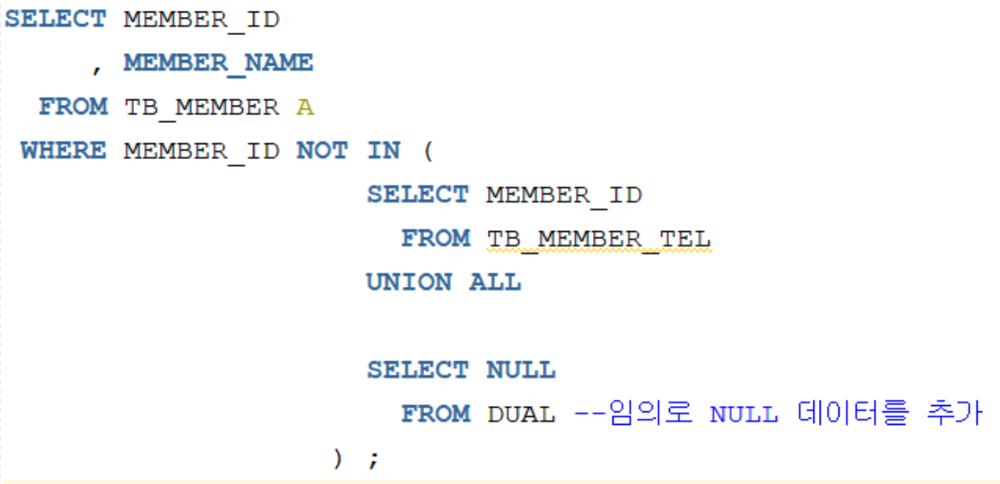 SELECT MEMBER_ID
, MEMBER_NAME
FROM TB_MEMBER A
WHERE MEMBER_ID NOT IN (
SELECT MEMBER_ID
FROM TB_MEMBER_TEL
UNION ALL
SELECT NULL
FROM DUAL --임의로 NULL 데이터를 추가
) ;